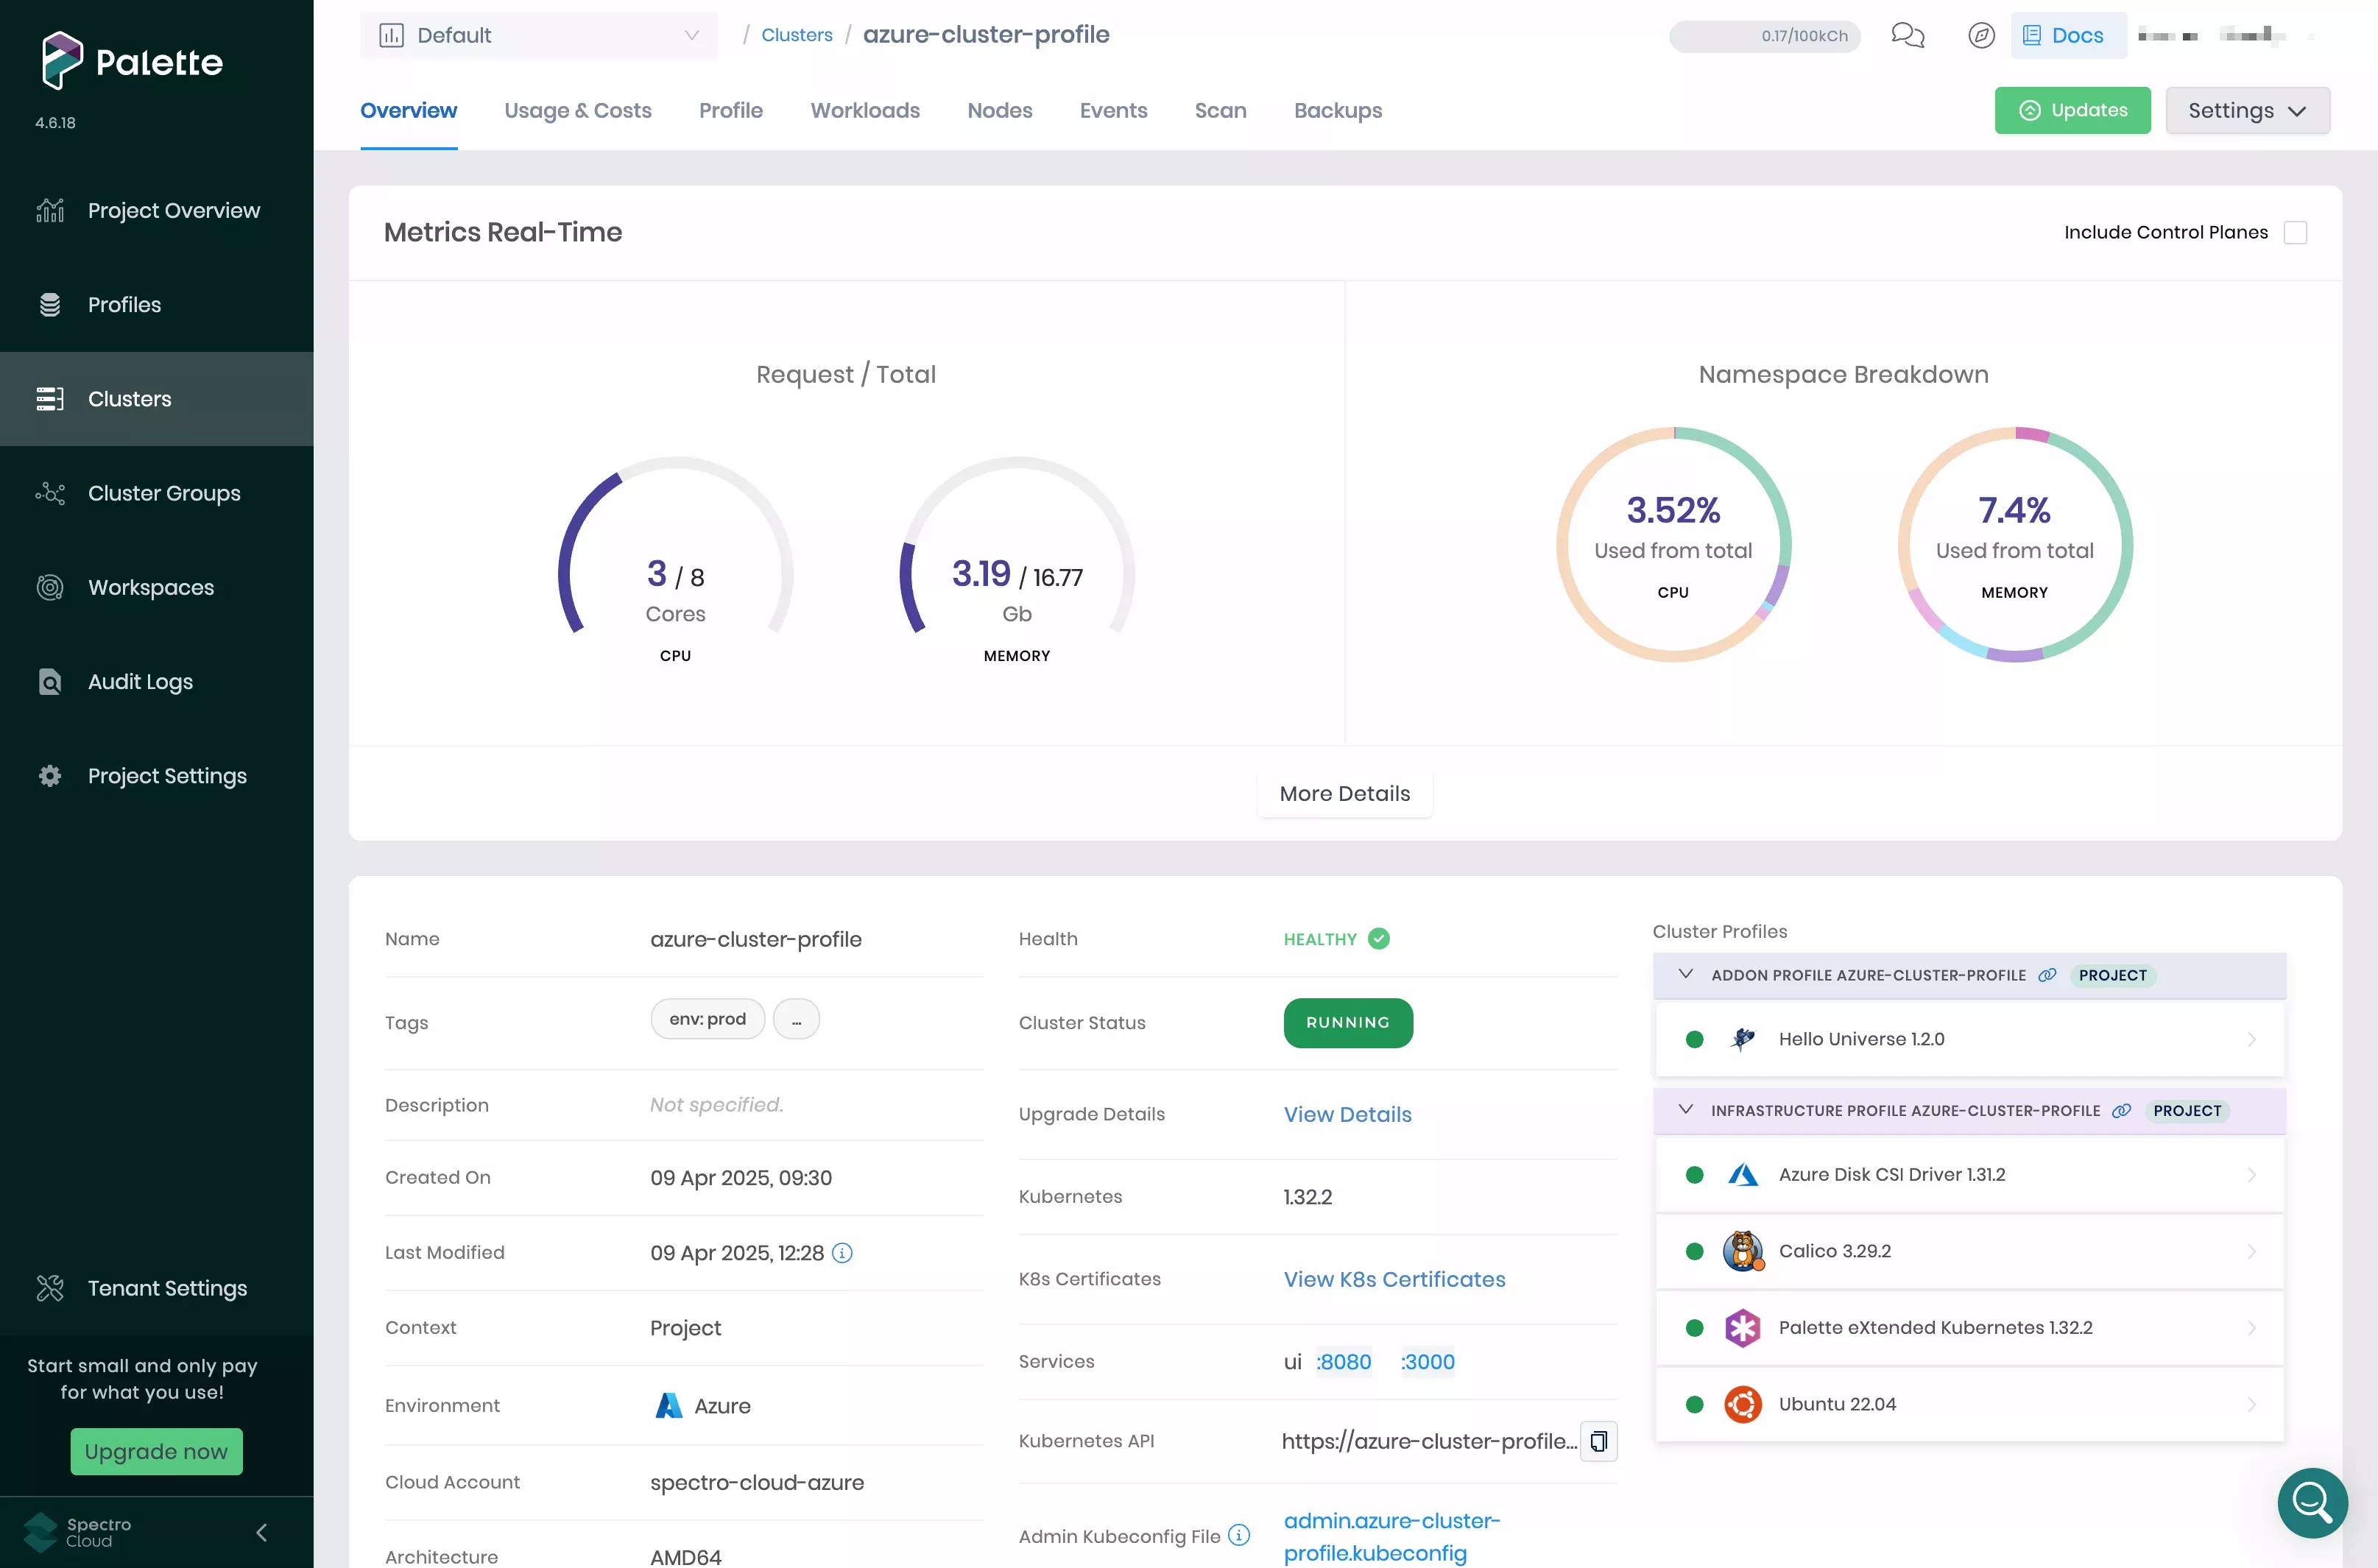 Palette
4.6.18
Project Overview
Profiles
Clusters
Cluster Groups
Workspaces
Audit Logs
Project Settings
Tenant Settings
Start small and only pay
for what you use!
Upgrade now
Spectro
Cloud
Default
/ Clusters / azure-cluster-profile
0.17/100kCh
Docs
Overview
Usage & Costs
Profile
Workloads
Nodes
Events
Scan
Backups
Updates
Settings
Metrics Real-Time
Include Control Planes
Request / Total
3 / 8
Cores
CPU
3.19 / 16.77
Gb
MEMORY
Namespace Breakdown
3.52%
Used from total
CPU
7.4%
Used from total
MEMORY
More Details
Name
azure-cluster-profile
Tags
env: prod
...
Description
Not specified.
Created On
09 Apr 2025, 09:30
Last Modified
09 Apr 2025, 12:28
Context
Project
Environment
Azure
Cloud Account
spectro-cloud-azure
Architecture
AMD64
Health
HEALTHY
Cluster Status
RUNNING
Upgrade Details
View Details
Kubernetes
1.32.2
K8s Certificates
View K8s Certificates
Services
ui :8080 :3000
Kubernetes API
https://azure-cluster-profile...
Admin Kubeconfig File
admin.azure-cluster-
profile.kubeconfig
Cluster Profiles
ADDON PROFILE AZURE-CLUSTER-PROFILE
PROJECT
Hello Universe 1.2.0
INFRASTRUCTURE PROFILE AZURE-CLUSTER-PROFILE
PROJECT
Azure Disk CSI Driver 1.31.2
Calico 3.29.2
Palette eXtended Kubernetes 1.32.2
Ubuntu 22.04